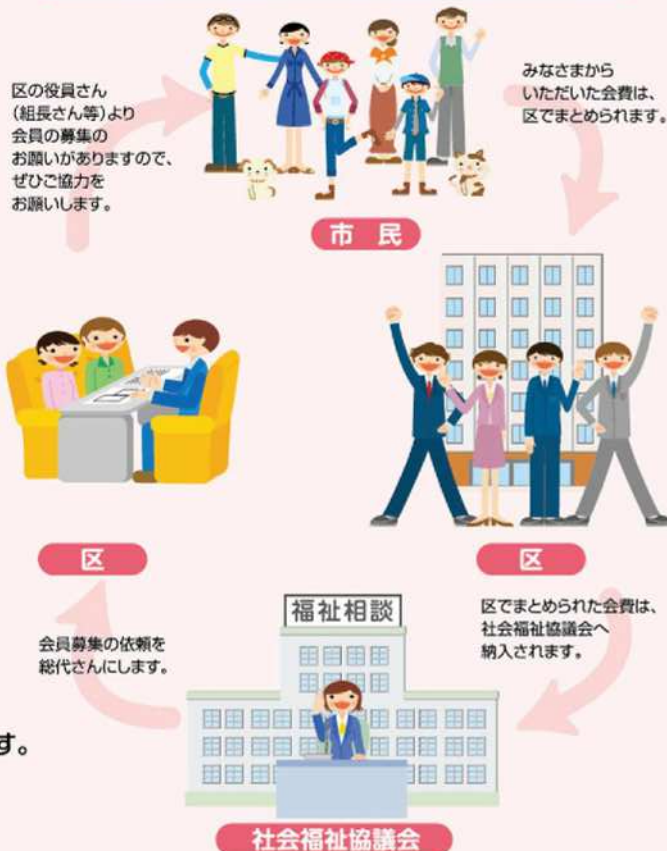 区の役員さん
(組長さん等)より
会員の募集の
お願いがありますので、
ぜひご協力を
お願いします。
みなさまから
いただいた会費は、
区でまとめられます。
市 民
区
区
会員募集の依頼を
総代さんにします。
福祉相談
区でまとめられた会費は、
社会福祉協議会へ
納入されます。
す。
社会福祉協議会